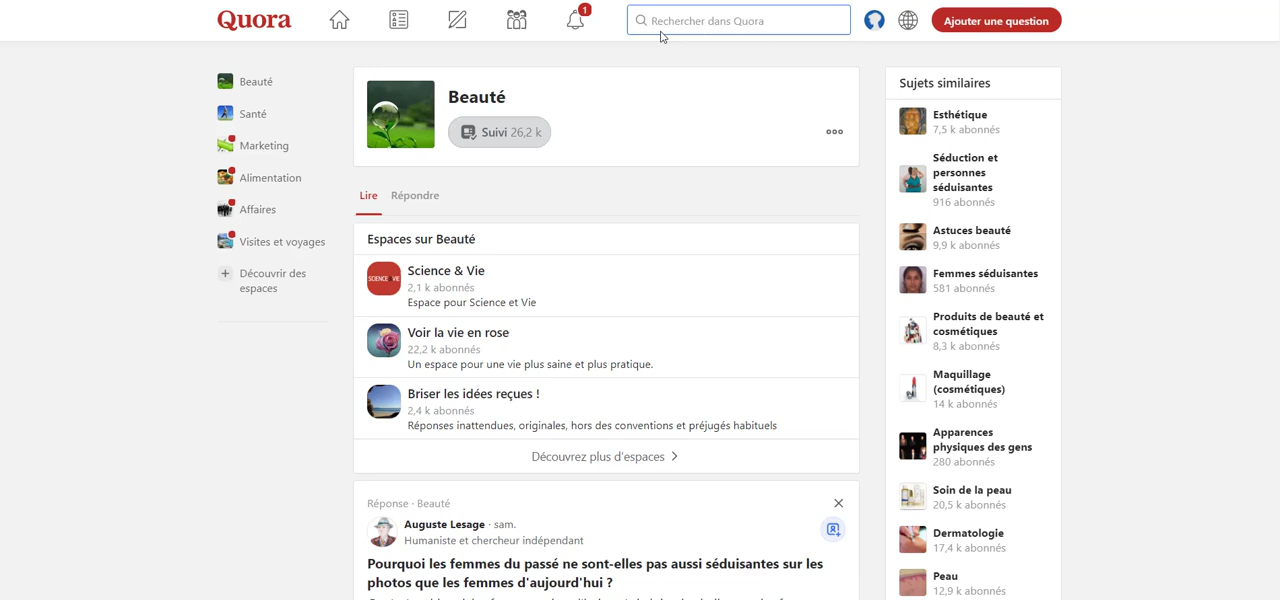 Quora
1
Rechercher dans Quora
Ajouter une question
Beauté
Santé
Marketing
Alimentation
Affaires
Visites et voyages
Découvrir des
espaces
Beauté
Suivi 26,2 k
Lire Répondre
Espaces sur Beauté
SCIENCE & VIE
Science & Vie
2,1 k abonnés
Espace pour Science et Vie
Voir la vie en rose
22,2 k abonnés
Un espace pour une vie plus saine et plus pratique.
Briser les idées reçues !
2,4 k abonnés
Réponses inattendues, originales, hors des conventions et préjugés habituels
Découvrez plus d'espaces
Réponse · Beauté
Auguste Lesage · sam.
Humaniste et chercheur indépendant
Pourquoi les femmes du passé ne sont-elles pas aussi séduisantes sur les
photos que les femmes d'aujourd'hui ?
Sujets similaires
Esthétique
7,5 k abonnés
Séduction et
personnes
séduisantes
916 abonnés
Astuces beauté
9,9 k abonnés
Femmes séduisantes
581 abonnés
Produits de beauté et
cosmétiques
8,3 k abonnés
Maquillage
(cosmétiques)
14 k abonnés
Apparences
physiques des gens
280 abonnés
Soin de la peau
20,5 k abonnés
Dermatologie
17,4 k abonnés
Peau
12,9 k abonnés